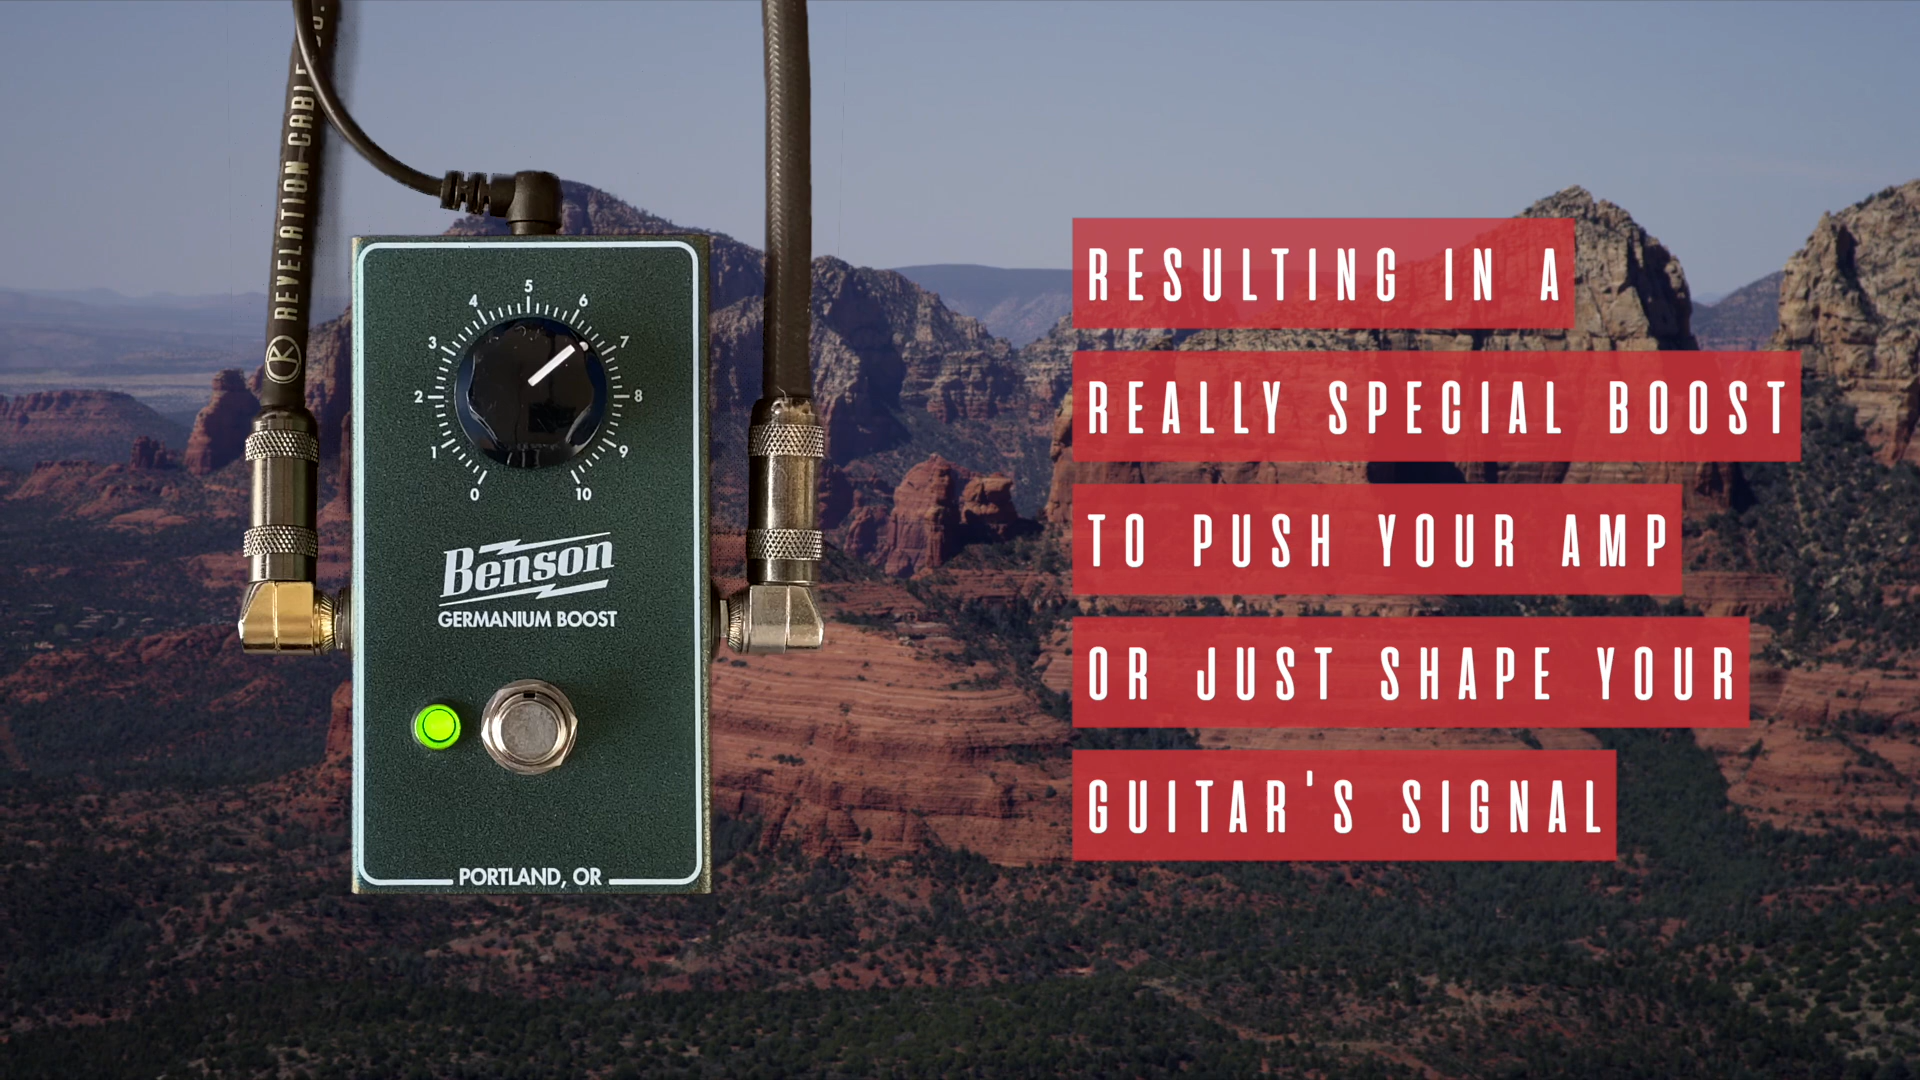 REVELATION CABLE
5
4 6
3 7
2 8
1 9
0 10
Benson
GERMANIUM BOOST
PORTLAND, OR
RESULTING IN A
REALLY SPECIAL BOOST
TO PUSH YOUR AMP
OR JUST SHAPE YOUR
GUITAR'S SIGNAL